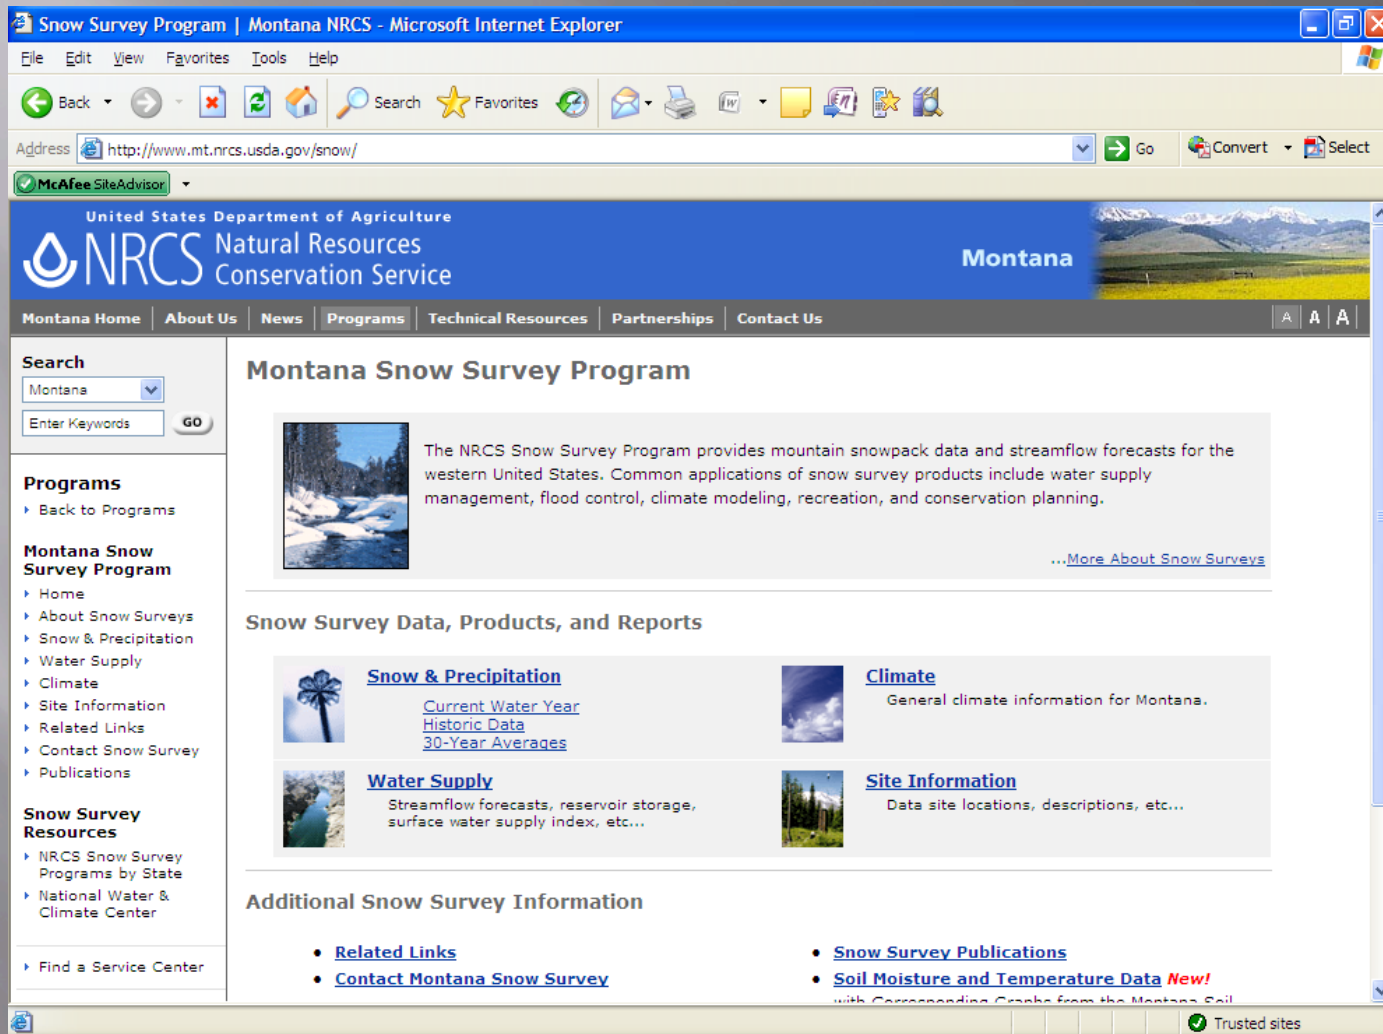 Snow Survey Program | Montana NRCS - Microsoft Internet Explorer
File Edit View Favorites Tools Help
Back Search Favorites
Address http://www.mt.nrcs.usda.gov/snow/ Go Convert Select
McAfee SiteAdvisor
United States Department of Agriculture
NRCS Natural Resources
Conservation Service
Montana
Montana Home About Us News Programs Technical Resources Partnerships Contact Us A A A
Search
Montana
Enter Keywords GO
Programs
Back to Programs
Montana Snow
Survey Program
Home
About Snow Surveys
Snow & Precipitation
Water Supply
Climate
Site Information
Related Links
Contact Snow Survey
Publications
Snow Survey
Resources
NRCS Snow Survey
Programs by State
National Water &
Climate Center
Find a Service Center
Montana Snow Survey Program
The NRCS Snow Survey Program provides mountain snowpack data and streamflow forecasts for the
western United States. Common applications of snow survey products include water supply
management, flood control, climate modeling, recreation, and conservation planning.
...More About Snow Surveys
Snow Survey Data, Products, and Reports
Snow & Precipitation
Current Water Year
Historic Data
30-Year Averages
Climate
General climate information for Montana.
Water Supply
Streamflow forecasts, reservoir storage,
surface water supply index, etc...
Site Information
Data site locations, descriptions, etc...
Additional Snow Survey Information
• Related Links
• Contact Montana Snow Survey
• Snow Survey Publications
• Soil Moisture and Temperature Data New!
with Corresponding Graphs from the Montana Soil
Trusted sites